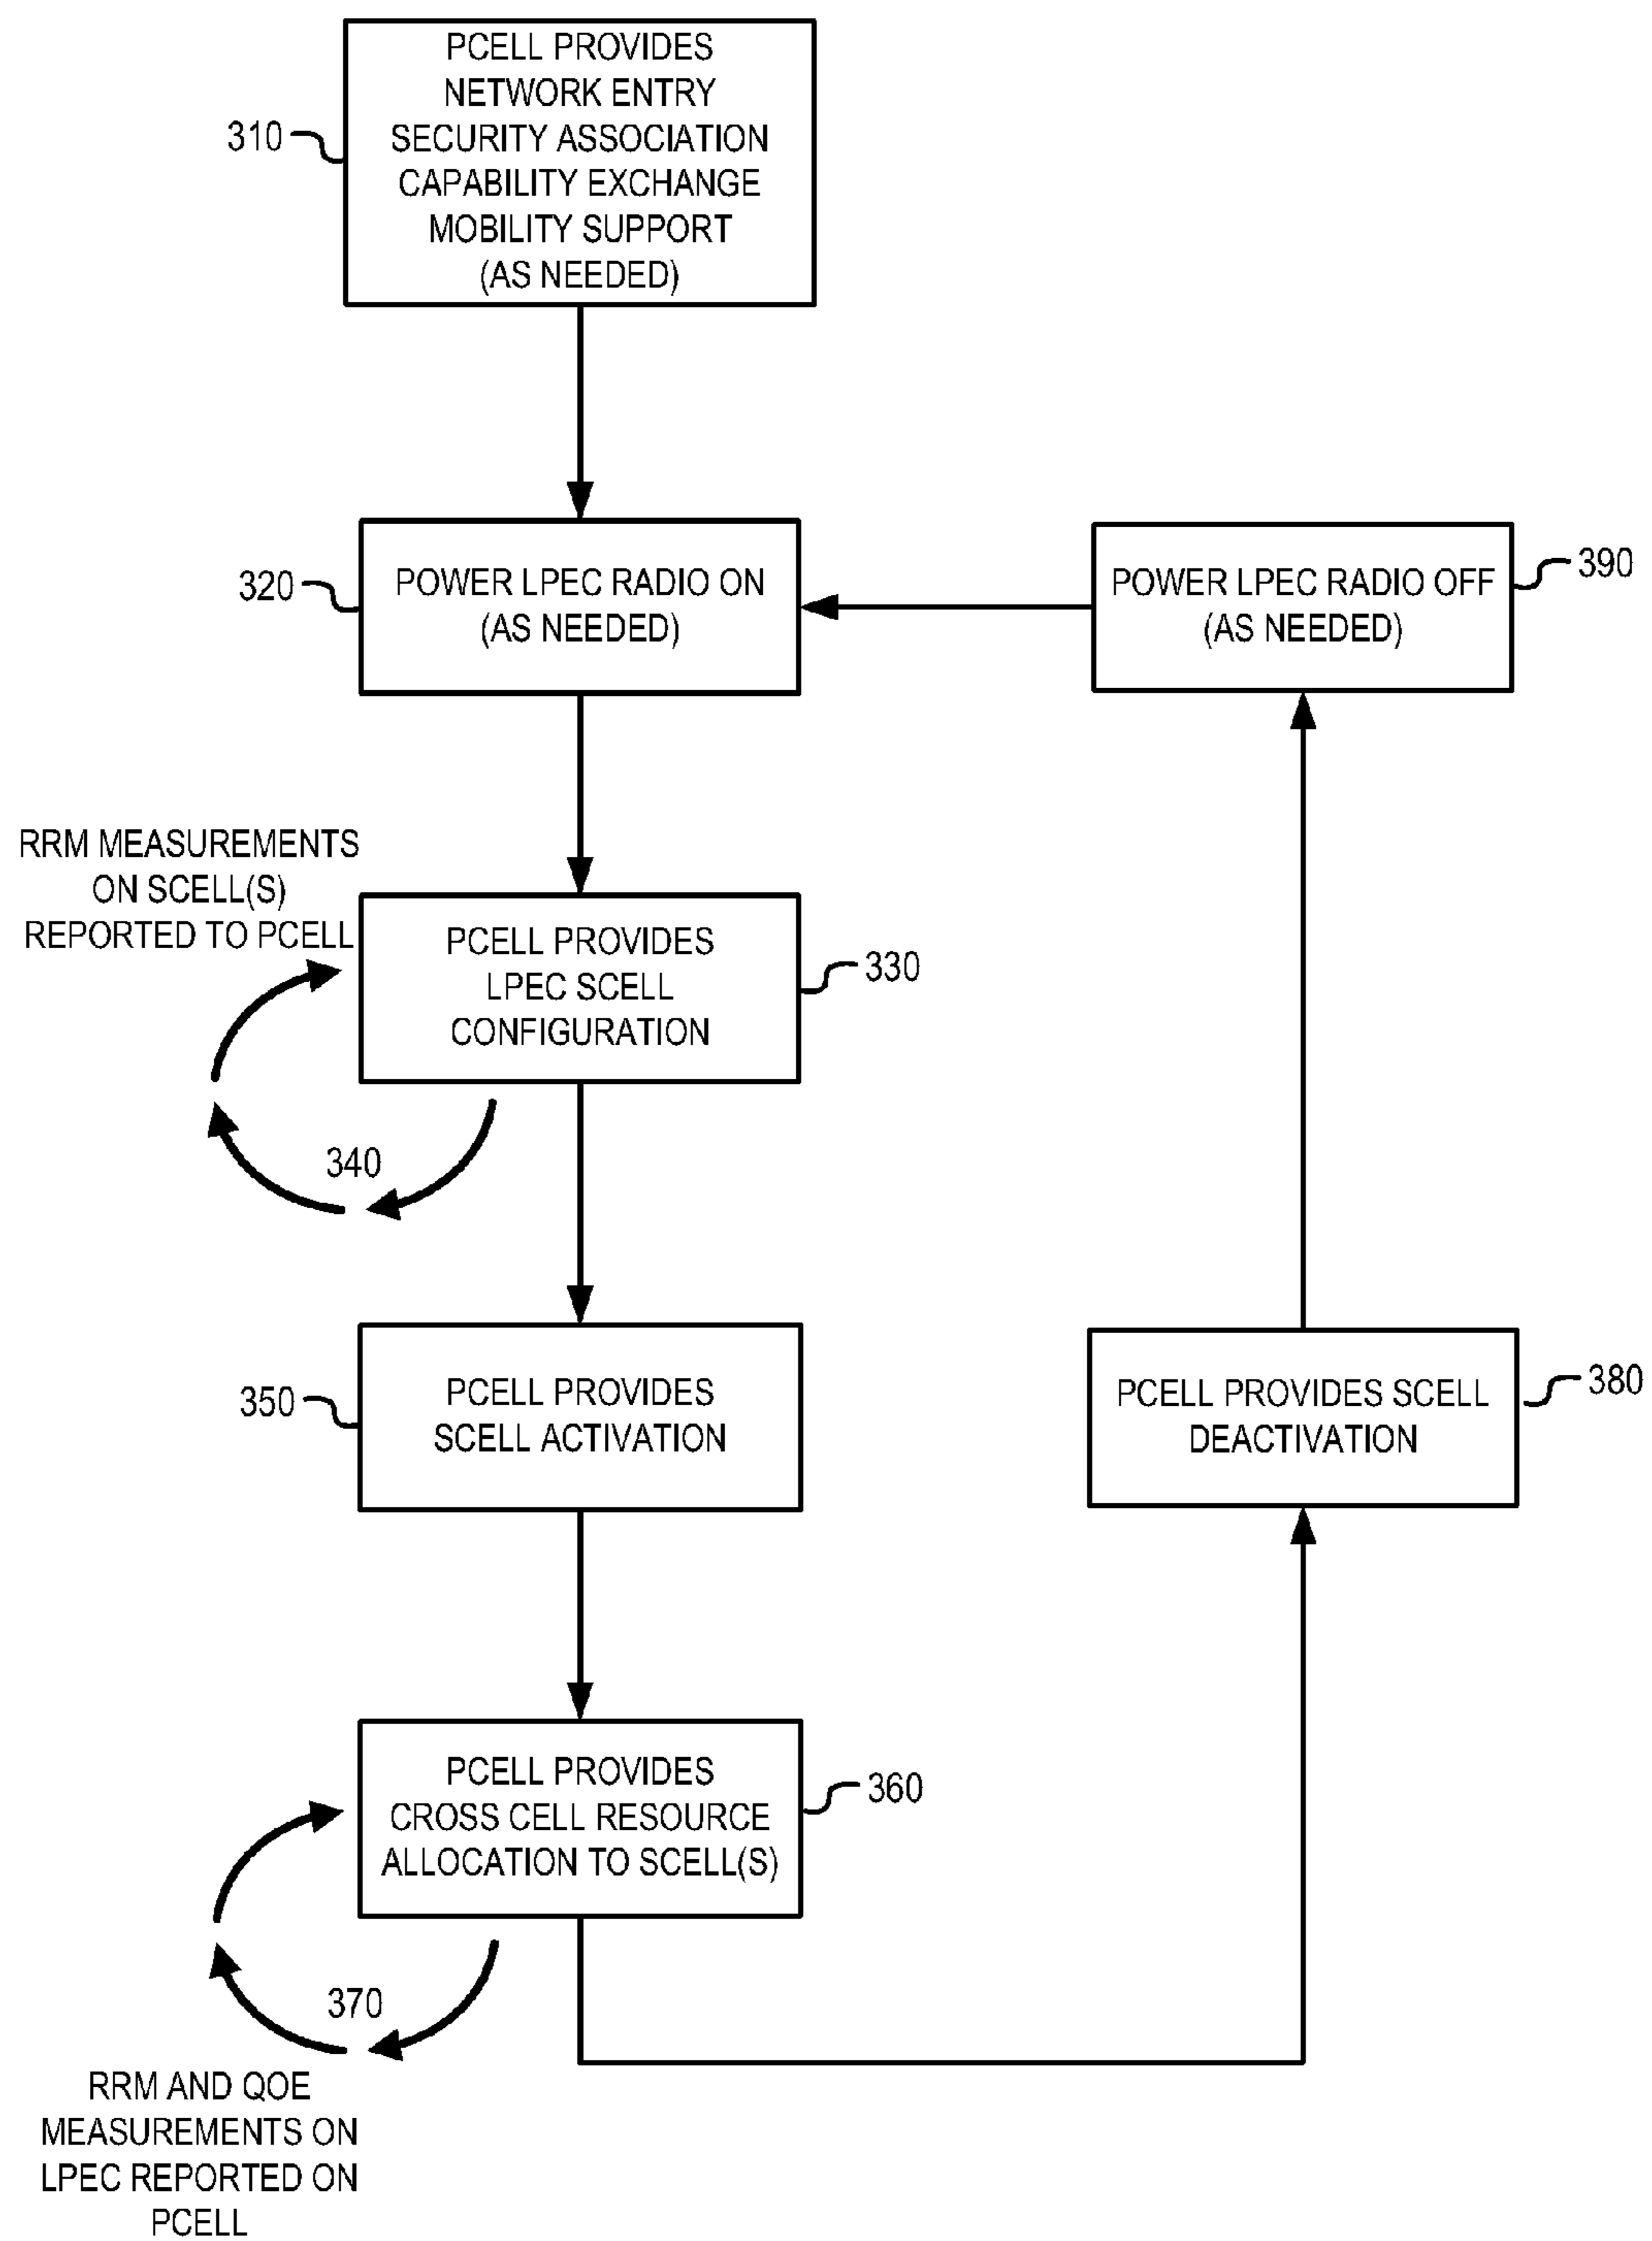 PCELL PROVIDES
NETWORK ENTRY
SECURITY ASSOCIATION
CAPABILITY EXCHANGE
MOBILITY SUPPORT
(AS NEEDED)
310
320
POWER LPEC RADIO ON
(AS NEEDED)
POWER LPEC RADIO OFF
(AS NEEDED)
390
RRM MEASUREMENTS
ON SCELL(S)
REPORTED TO PCELL
PCELL PROVIDES
LPEC SCELL
CONFIGURATION
330
340
350
PCELL PROVIDES
SCELL ACTIVATION
PCELL PROVIDES SCELL
DEACTIVATION
380
PCELL PROVIDES
CROSS CELL RESOURCE
ALLOCATION TO SCELL(S)
360
370
RRM AND QOE
MEASUREMENTS ON
LPEC REPORTED ON
PCELL